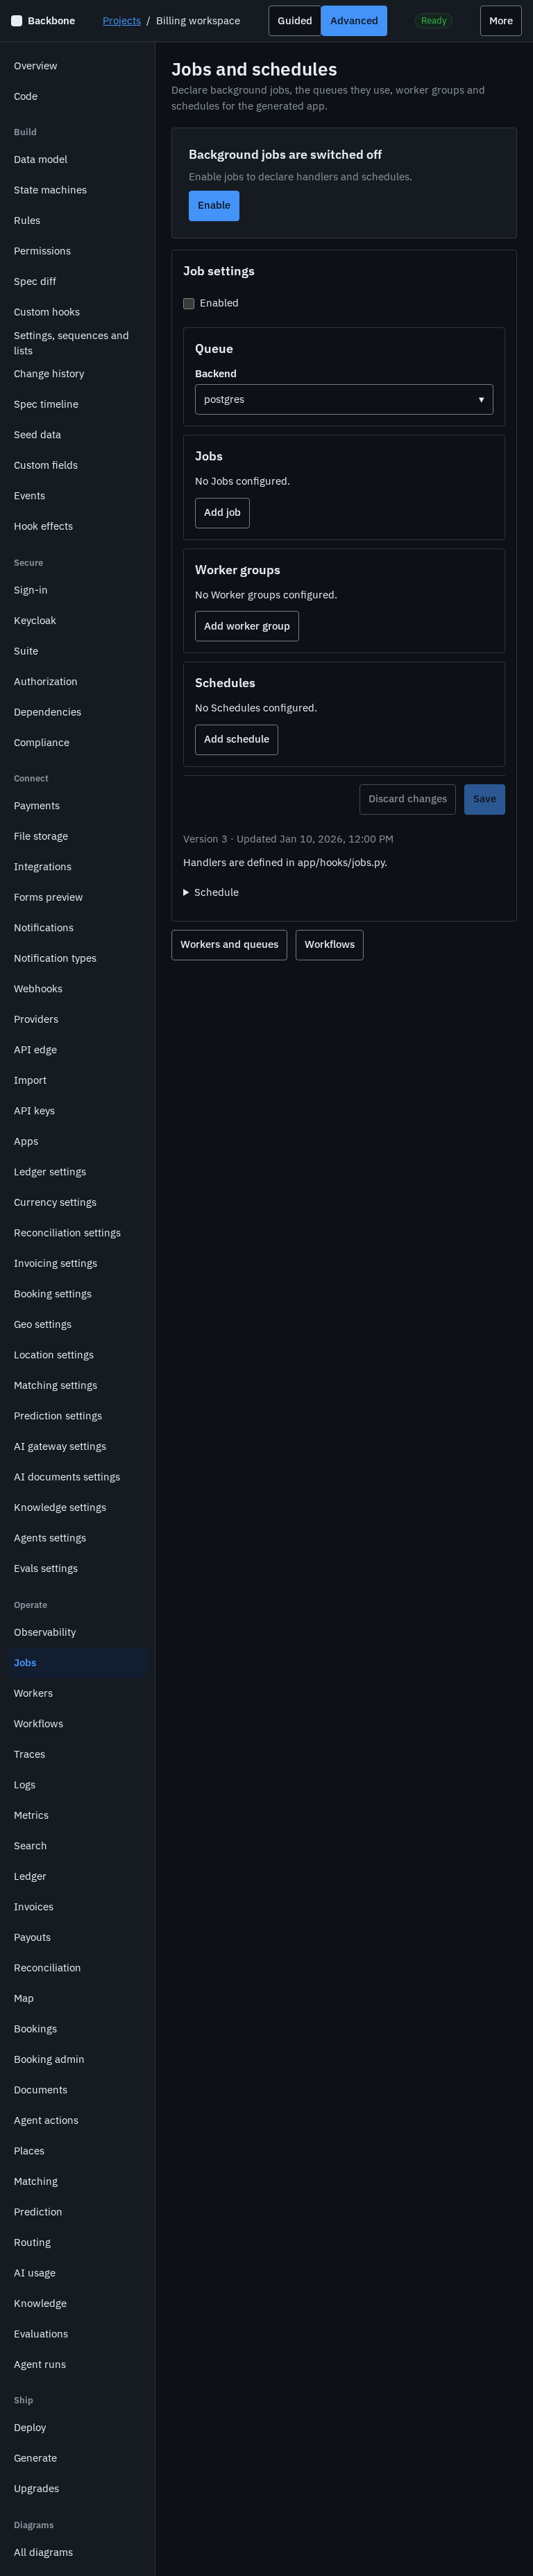 Backbone
Projects / Billing workspace
Guided
Advanced
Ready
More
Overview
Code
Build
Data model
State machines
Rules
Permissions
Spec diff
Custom hooks
Settings, sequences and
lists
Change history
Spec timeline
Seed data
Custom fields
Events
Hook effects
Secure
Sign-in
Keycloak
Suite
Authorization
Dependencies
Compliance
Connect
Payments
File storage
Integrations
Forms preview
Notifications
Notification types
Webhooks
Providers
API edge
Import
API keys
Apps
Ledger settings
Currency settings
Reconciliation settings
Invoicing settings
Booking settings
Geo settings
Location settings
Matching settings
Prediction settings
AI gateway settings
AI documents settings
Knowledge settings
Agents settings
Evals settings
Operate
Observability
Jobs
Workers
Workflows
Traces
Logs
Metrics
Search
Ledger
Invoices
Payouts
Reconciliation
Map
Bookings
Booking admin
Documents
Agent actions
Places
Matching
Prediction
Routing
AI usage
Knowledge
Evaluations
Agent runs
Ship
Deploy
Generate
Upgrades
Diagrams
All diagrams
Jobs and schedules
Declare background jobs, the queues they use, worker groups and
schedules for the generated app.
Background jobs are switched off
Enable jobs to declare handlers and schedules.
Enable
Job settings
Enabled
Queue
Backend
postgres
Jobs
No Jobs configured.
Add job
Worker groups
No Worker groups configured.
Add worker group
Schedules
No Schedules configured.
Add schedule
Discard changes
Save
Version 3 · Updated Jan 10, 2026, 12:00 PM
Handlers are defined in app/hooks/jobs.py.
Schedule
Workers and queues
Workflows